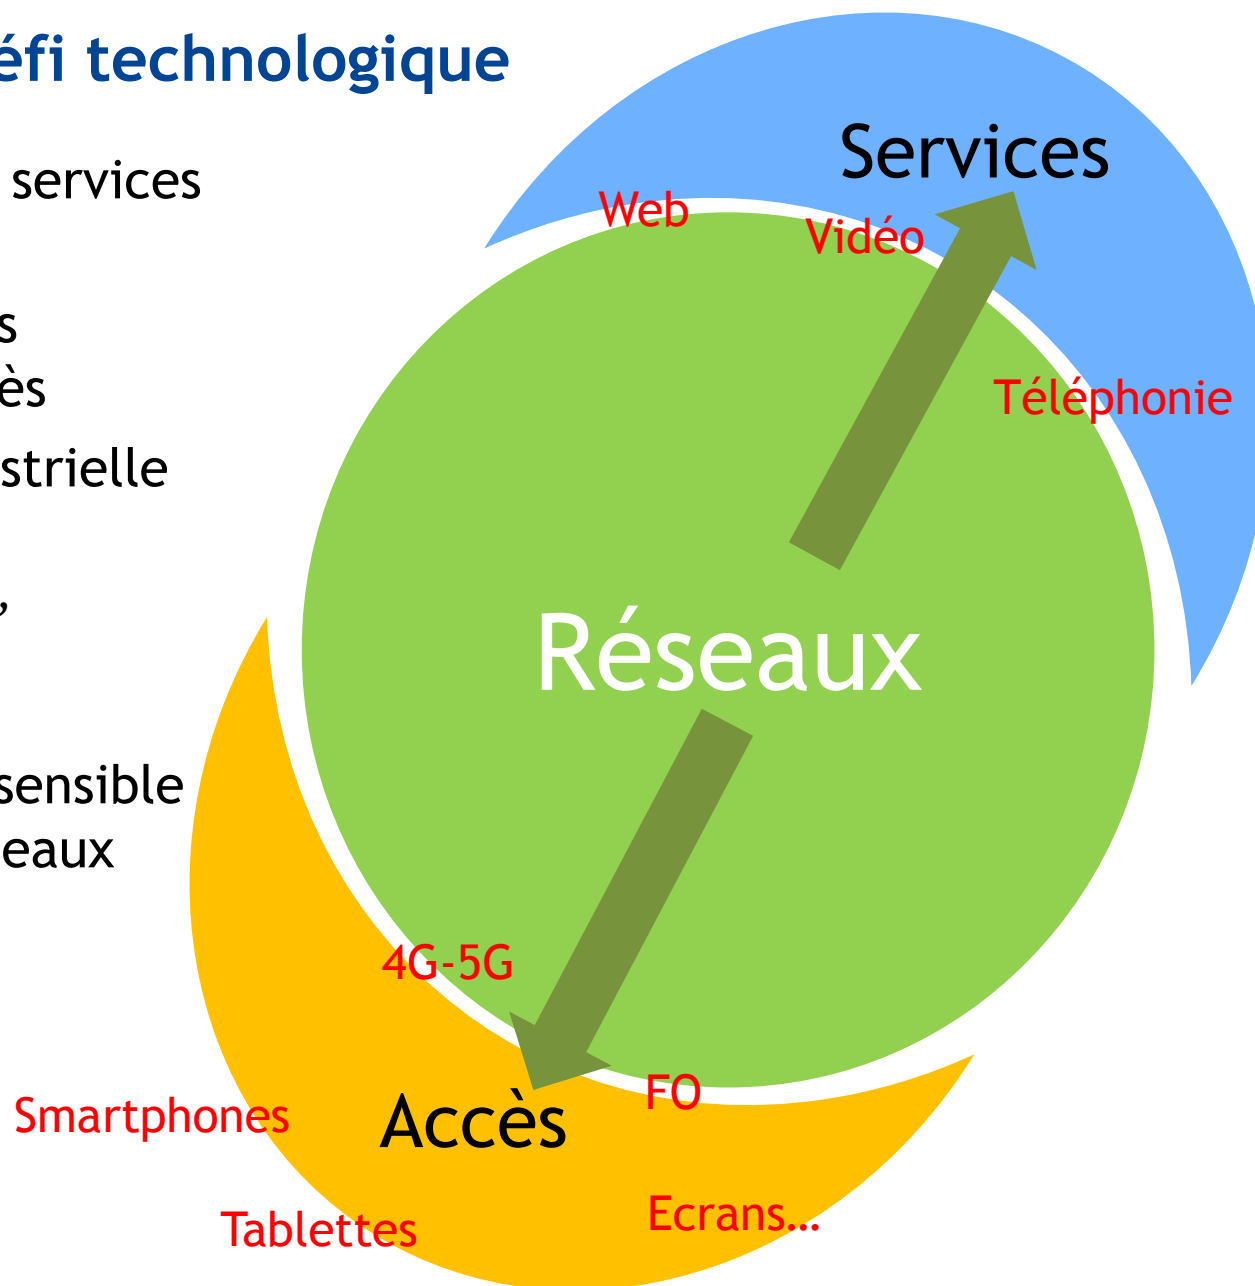 éfi technologique
services
s
ès
strielle
,
sensible
eaux
Services
Web
Vidéo
Téléphonie
Réseaux
4G-5G
FO
Accès
Smartphones
Tablettes
Ecrans…